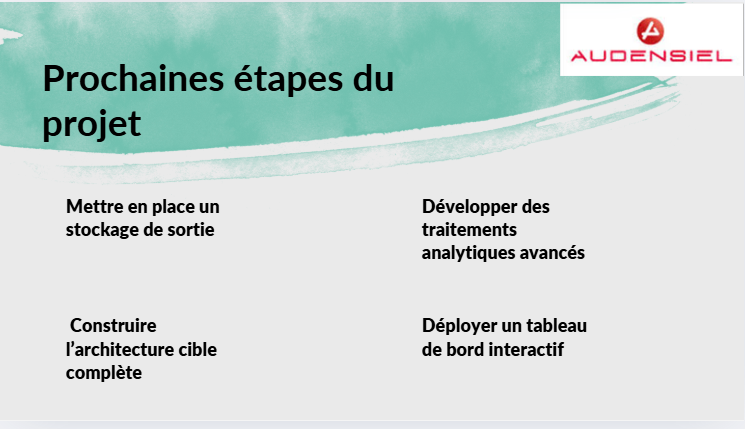 AUDENSIEL
Prochaines étapes du
projet
Mettre en place un
stockage de sortie
Développer des
traitements
analytiques avancés
Construire
l’architecture cible
complète
Déployer un tableau
de bord interactif